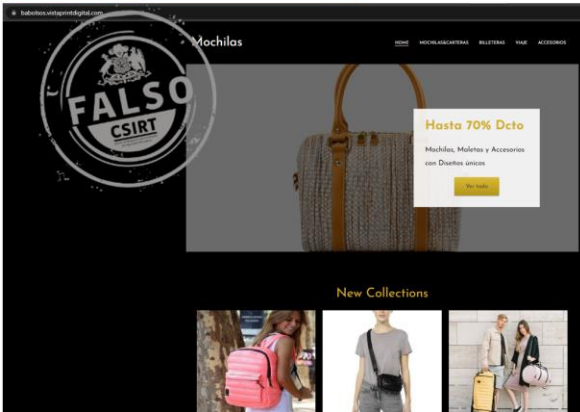 babolsos.vistaprintdigital.com
FALSO
CSIRT
Mochilas
HOME MOCHILAS&CARTERAS BILLETERAS VIAJE ACCESORIOS
Hasta 70% Dcto
Mochilas, Maletas y Accesorios
con Diseños únicos
Ver todo
New Collections